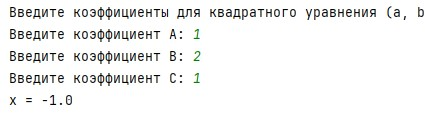 Введите коэффициенты для квадратного уравнения (a, b
Введите коэффициент A: 1
Введите коэффициент B: 2
Введите коэффициент C: 1
x = -1.0